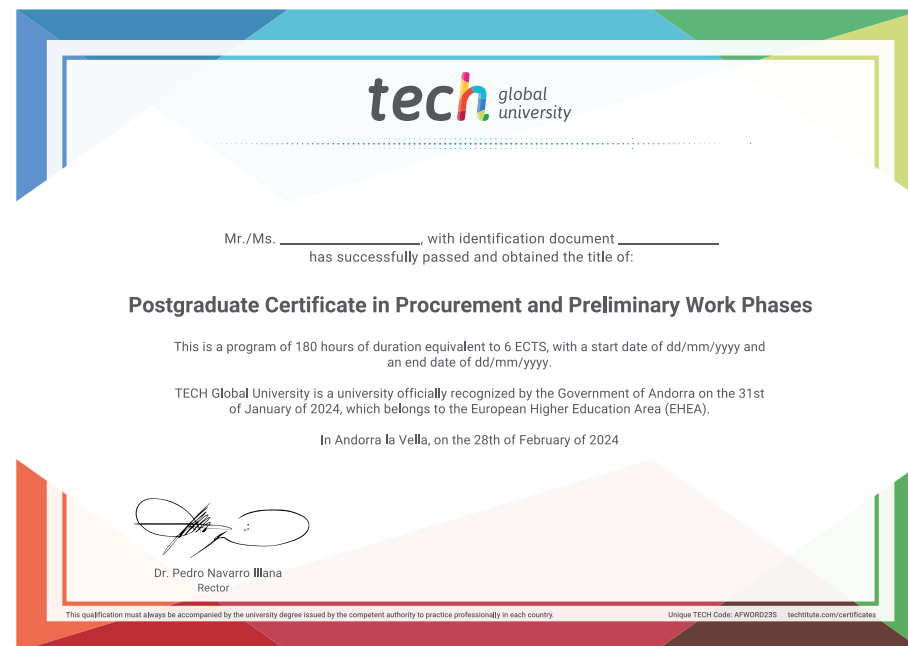 tech global university
Mr./Ms. ____________________, with identification document ______________
has successfully passed and obtained the title of:
Postgraduate Certificate in Procurement and Preliminary Work Phases
This is a program of 180 hours of duration equivalent to 6 ECTS, with a start date of dd/mm/yyyy and
an end date of dd/mm/yyyy.
TECH Global University is a university officially recognized by the Government of Andorra on the 31st
of January of 2024, which belongs to the European Higher Education Area (EHEA).
In Andorra la Vella, on the 28th of February of 2024
Dr. Pedro Navarro Illana
Rector
This qualification must always be accompanied by the university degree issued by the competent authority to practice professionally in each country.
Unique TECH Code: AFWORD23S techtitute.com/certificates